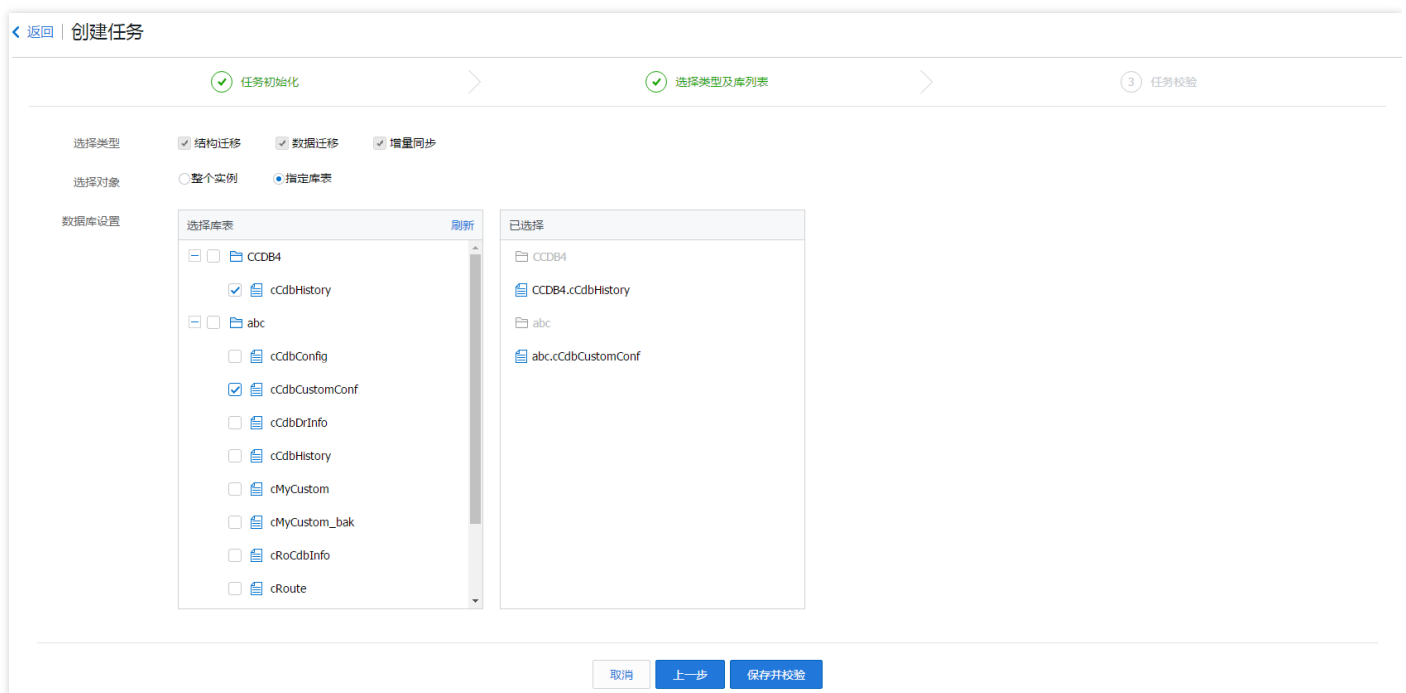 返回 创建任务
任务初始化 选择类型及库列表 3 任务校验
选择类型 结构迁移 数据迁移 增量同步
选择对象 整个实例 指定库表
数据库设置 选择库表 刷新 已选择
CCDB4 CCDB4
cCdbHistory CCDB4.cCdbHistory
abc abc
cCdbConfig abc.cCdbCustomConf
cCdbCustomConf
cCdbDrInfo
cCdbHistory
cMyCustom
cMyCustom_bak
cRoCdbInfo
cRoute
取消 上一步 保存并校验